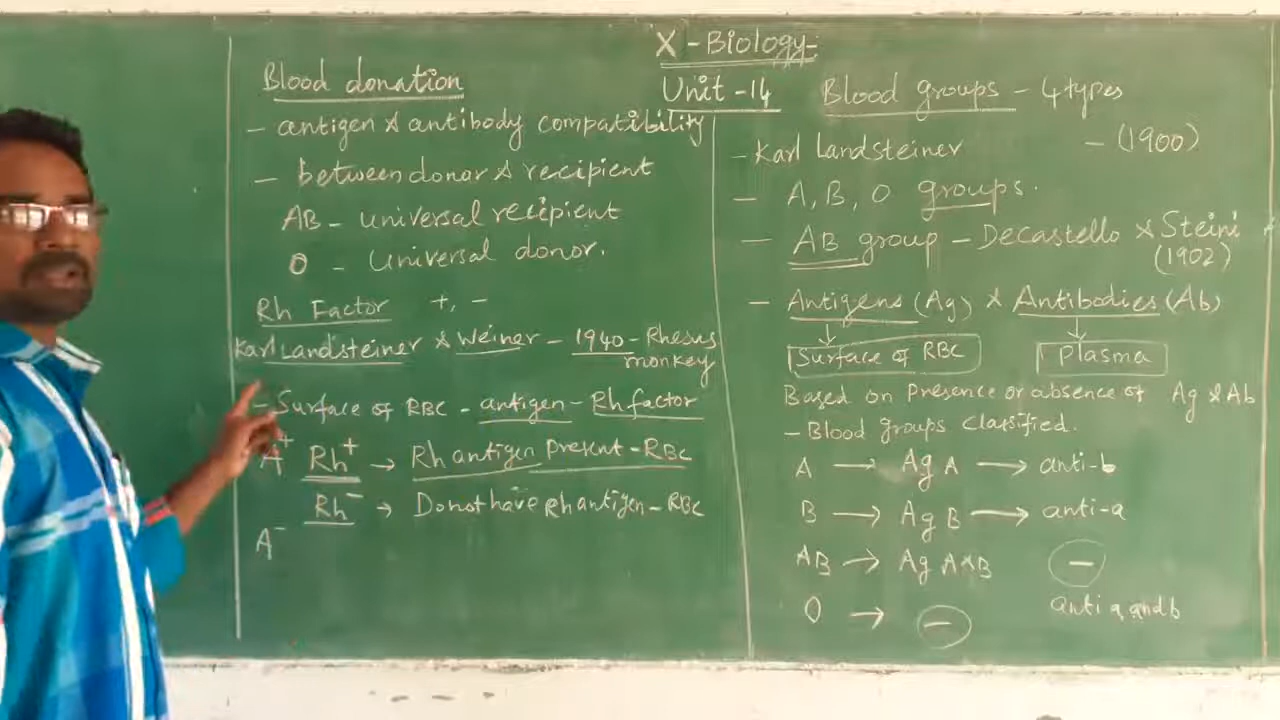 X - Biology
Unit - 14
Blood donation
- antigen & antibody compatibility
- between donor & recipient
AB - universal recipient
O - universal donor.
Rh Factor +, -
Karl Landsteiner & Weiner - 1940 - Rhesus
monkey
- Surface of RBC - antigen - Rh factor
A+ Rh+ → Rh antigen Present - RBC
Rh- → Do not have Rh antigen - RBC
A-
Blood groups - 4 types
- Karl Landsteiner - (1900)
- A, B, O groups.
- AB group - Decastello & Steini
(1902)
- Antigens (Ag) & Antibodies (Ab)
Surface of RBC Plasma
Based on Presence or absence of Ag & Ab
- Blood groups classified.
A → Ag A → anti-b
B → Ag B → anti-a
AB → Ag A & B -
O → - anti a and b